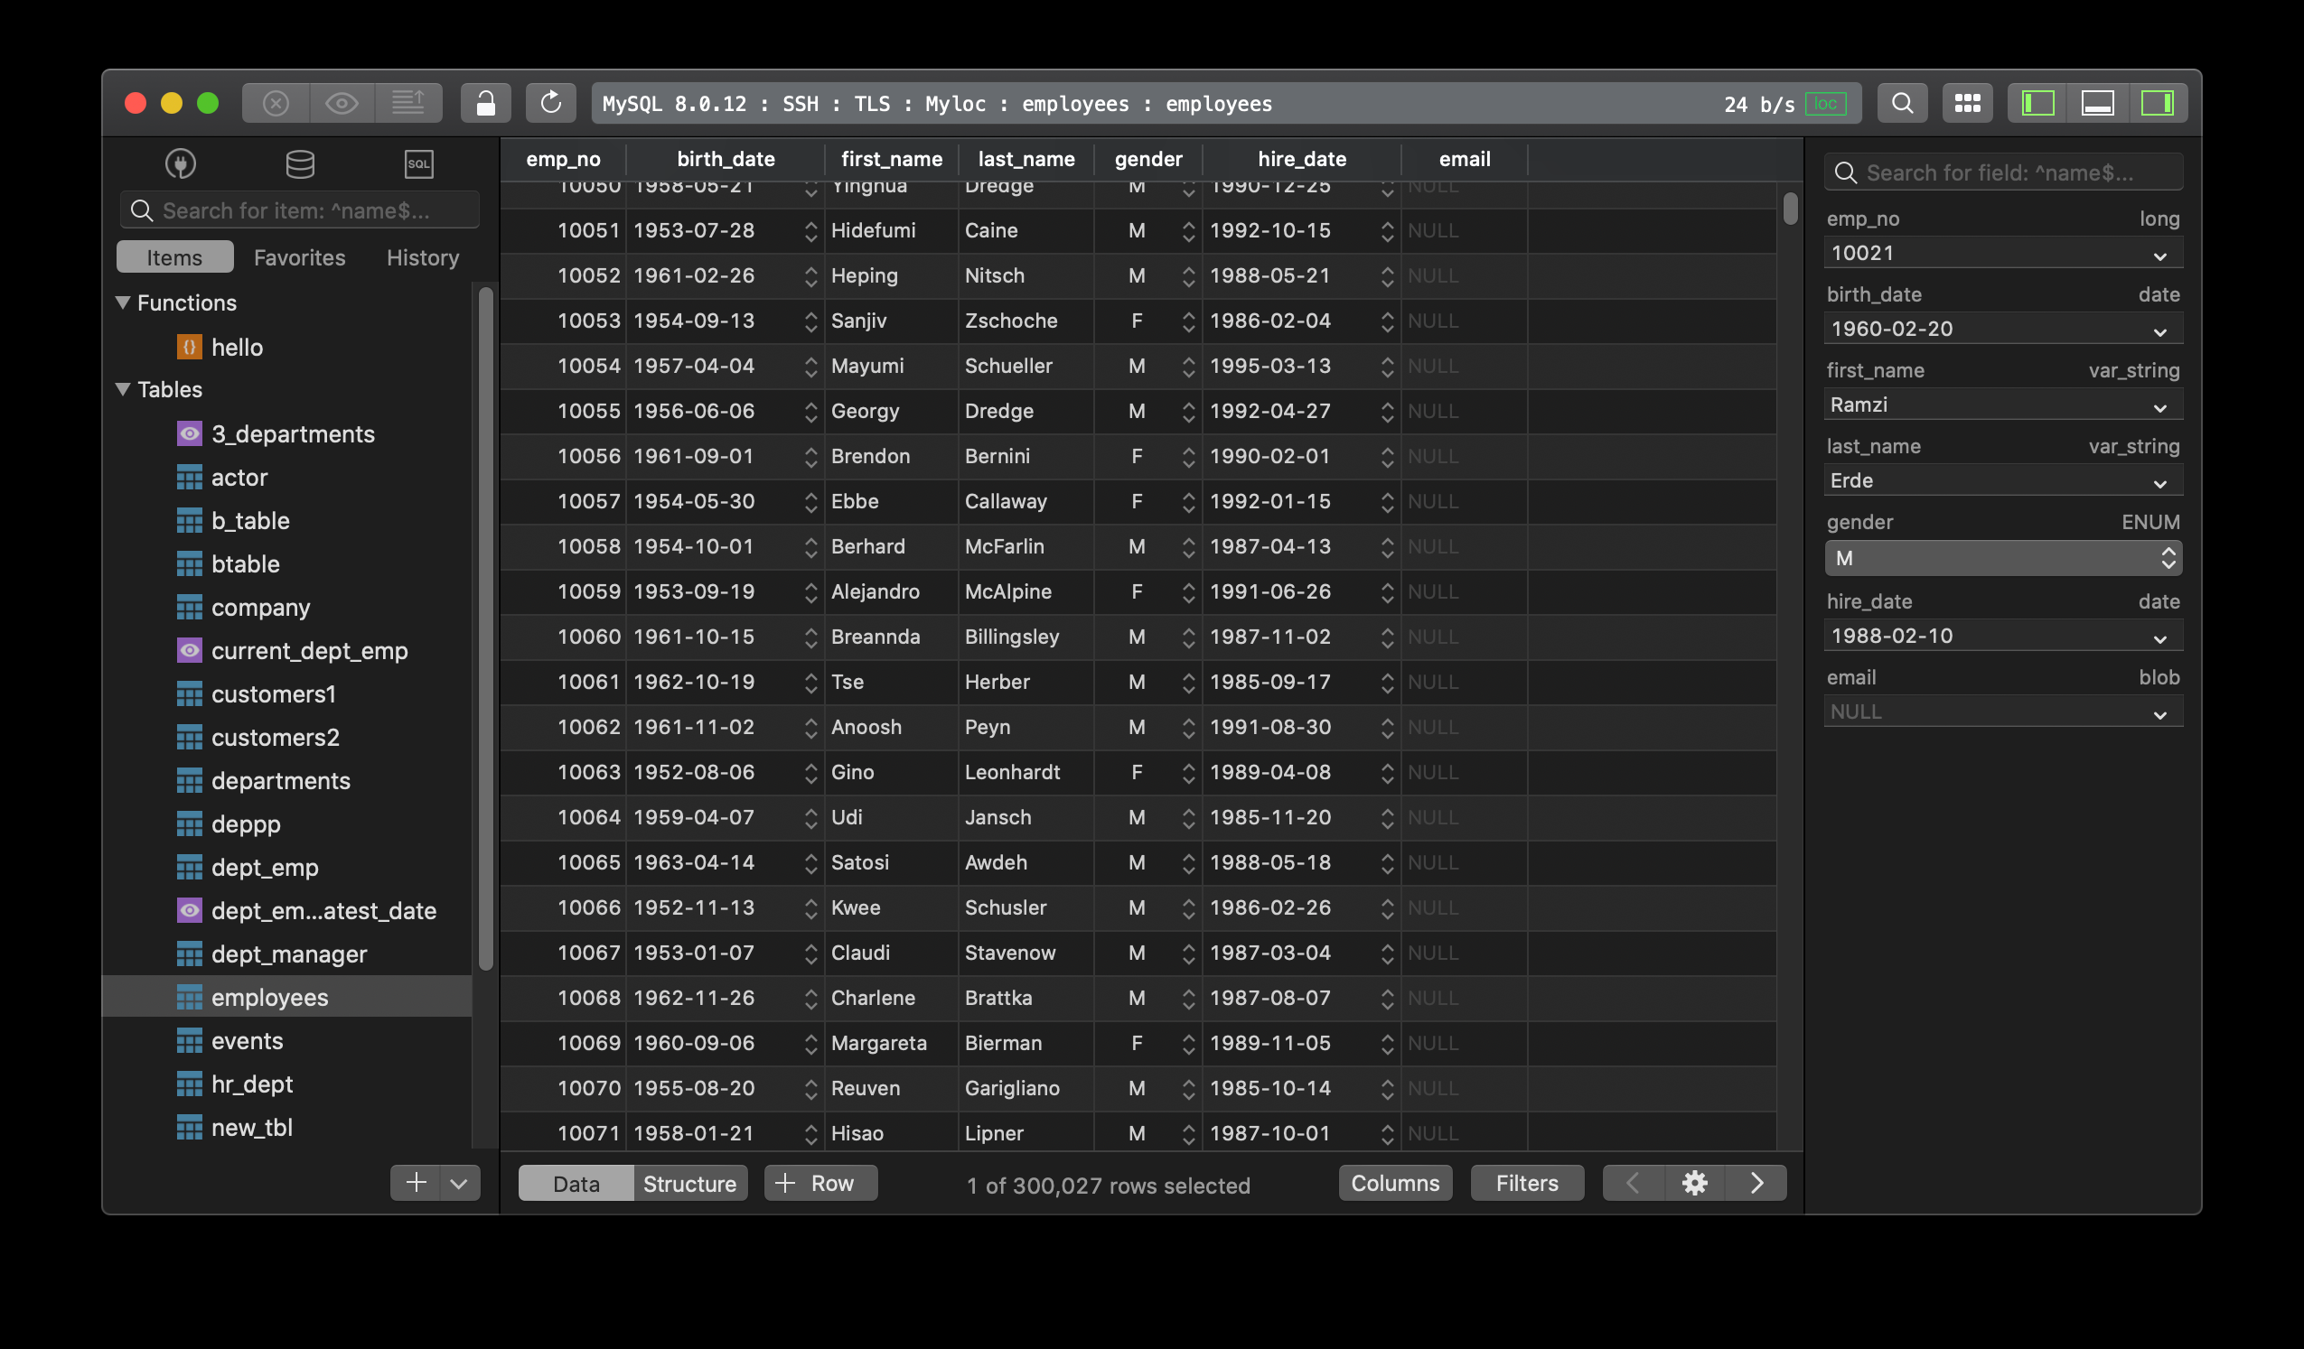 MySQL 8.0.12 : SSH : TLS : Myloc : employees : employees
24 b/s loc
SQL
Search for item: ^name$...
Items Favorites History
Functions
hello
Tables
3_departments
actor
b_table
btable
company
current_dept_emp
customers1
customers2
departments
deppp
dept_emp
dept_em...atest_date
dept_manager
employees
events
hr_dept
new_tbl
emp_no birth_date first_name last_name gender hire_date email
10050 1958-05-21 Yinghua Dredge M 1990-12-25 NULL
10051 1953-07-28 Hidefumi Caine M 1992-10-15 NULL
10052 1961-02-26 Heping Nitsch M 1988-05-21 NULL
10053 1954-09-13 Sanjiv Zschoche F 1986-02-04 NULL
10054 1957-04-04 Mayumi Schueller M 1995-03-13 NULL
10055 1956-06-06 Georgy Dredge M 1992-04-27 NULL
10056 1961-09-01 Brendon Bernini F 1990-02-01 NULL
10057 1954-05-30 Ebbe Callaway F 1992-01-15 NULL
10058 1954-10-01 Berhard McFarlin M 1987-04-13 NULL
10059 1953-09-19 Alejandro McAlpine F 1991-06-26 NULL
10060 1961-10-15 Breannda Billingsley M 1987-11-02 NULL
10061 1962-10-19 Tse Herber M 1985-09-17 NULL
10062 1961-11-02 Anoosh Peyn M 1991-08-30 NULL
10063 1952-08-06 Gino Leonhardt F 1989-04-08 NULL
10064 1959-04-07 Udi Jansch M 1985-11-20 NULL
10065 1963-04-14 Satosi Awdeh M 1988-05-18 NULL
10066 1952-11-13 Kwee Schusler M 1986-02-26 NULL
10067 1953-01-07 Claudi Stavenow M 1987-03-04 NULL
10068 1962-11-26 Charlene Brattka M 1987-08-07 NULL
10069 1960-09-06 Margareta Bierman F 1989-11-05 NULL
10070 1955-08-20 Reuven Garigliano M 1985-10-14 NULL
10071 1958-01-21 Hisao Lipner M 1987-10-01 NULL
Data Structure + Row 1 of 300,027 rows selected Columns Filters
Search for field: ^name$...
emp_no long
10021
birth_date date
1960-02-20
first_name var_string
Ramzi
last_name var_string
Erde
gender ENUM
M
hire_date date
1988-02-10
email blob
NULL